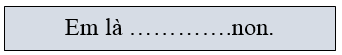 Em là ………….non.